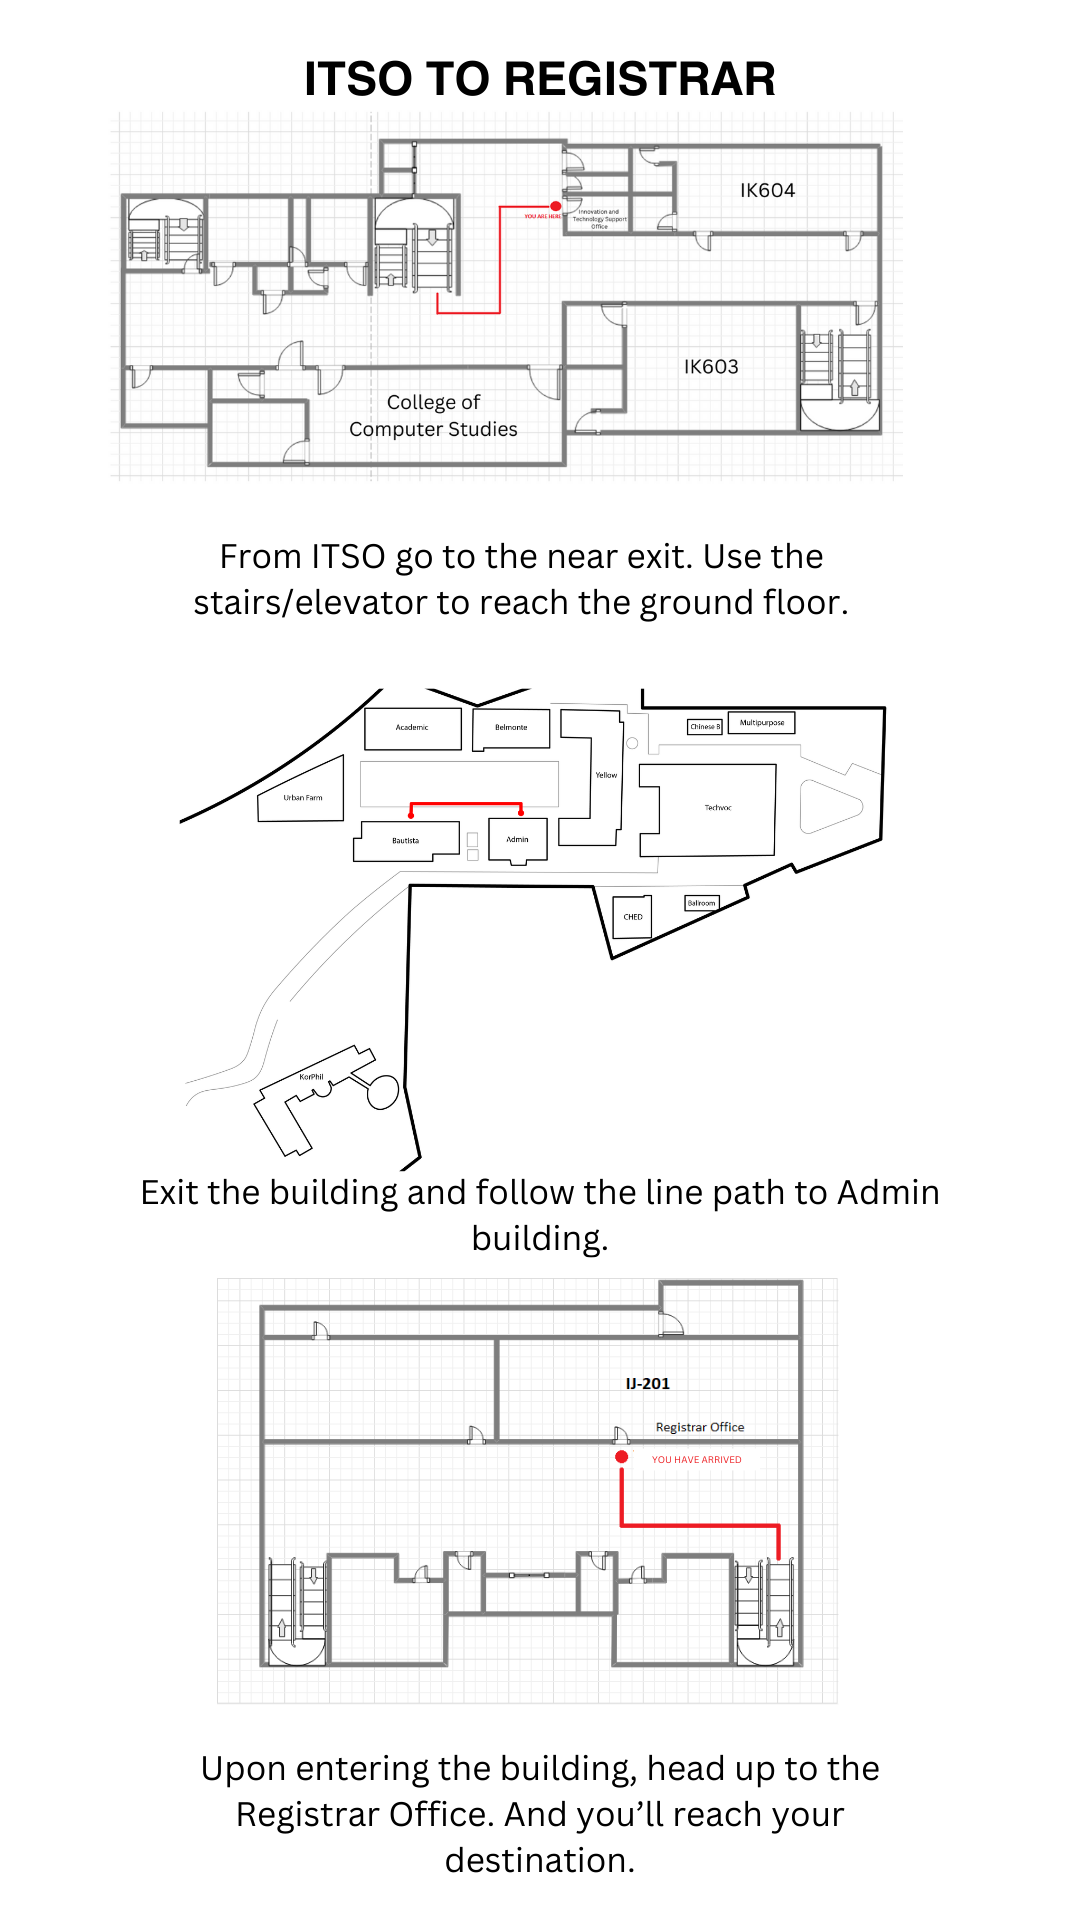 ITSO TO REGISTRAR
IK604
YOU ARE HERE
Innovation and
Technology Support
Office
IK603
College of
Computer Studies
From ITSO go to the near exit. Use the
stairs/elevator to reach the ground floor.
Academic
Belmonte
Chinese B
Multipurpose
Yellow
Urban Farm
Techvoc
Bautista
Admin
CHED
Ballroom
KorPhil
Exit the building and follow the line path to Admin
building.
IJ-201
Registrar Office
YOU HAVE ARRIVED
Upon entering the building, head up to the
Registrar Office. And you’ll reach your
destination.